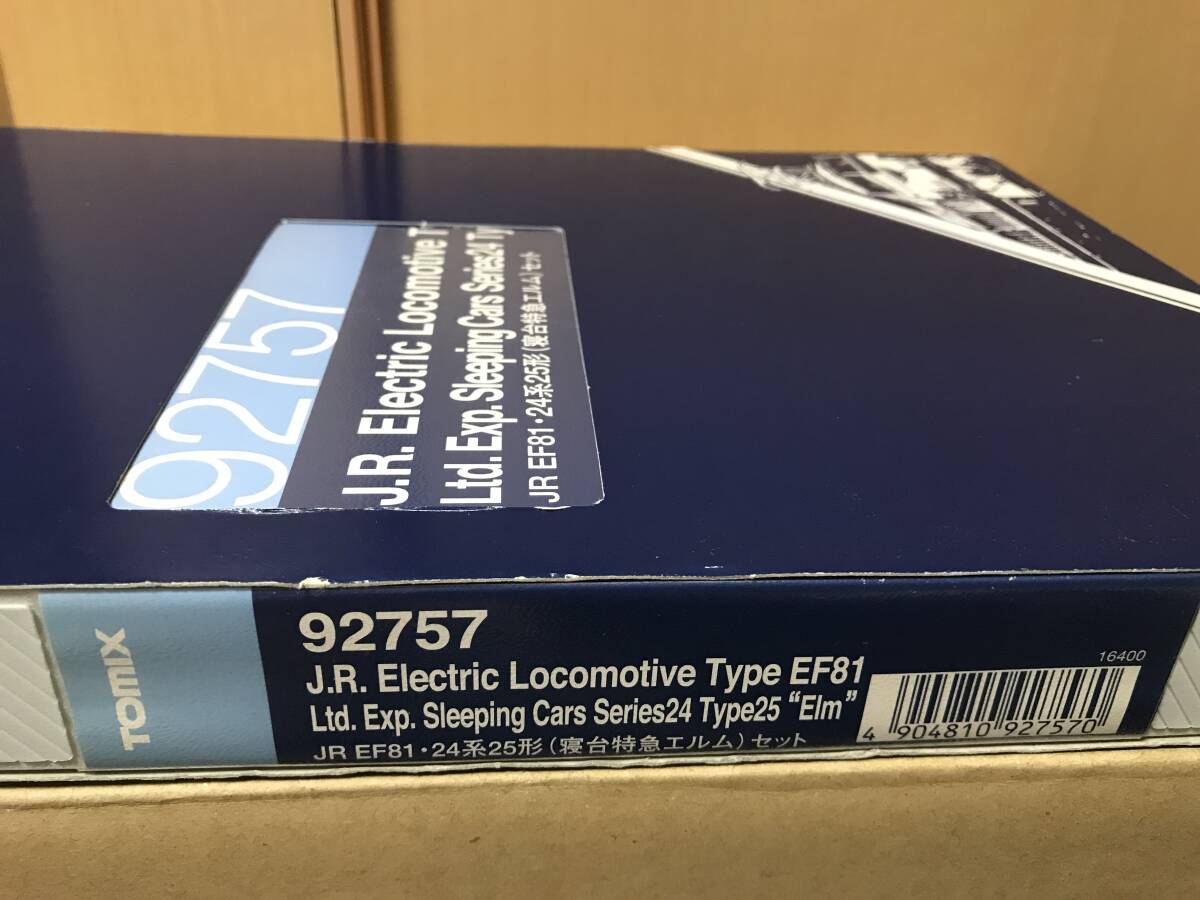 92757
J.R. Electric Locomotive T
Ltd. Exp. Sleeping Cars Series24 Ty
JR EF81・24系25形(寝台特急エルム)セット
TOMIX
92757
J.R. Electric Locomotive Type EF81
Ltd. Exp. Sleeping Cars Series24 Type25 “Elm”
JR EF81・24系25形(寝台特急エルム)セット
16400
4 904810 927570